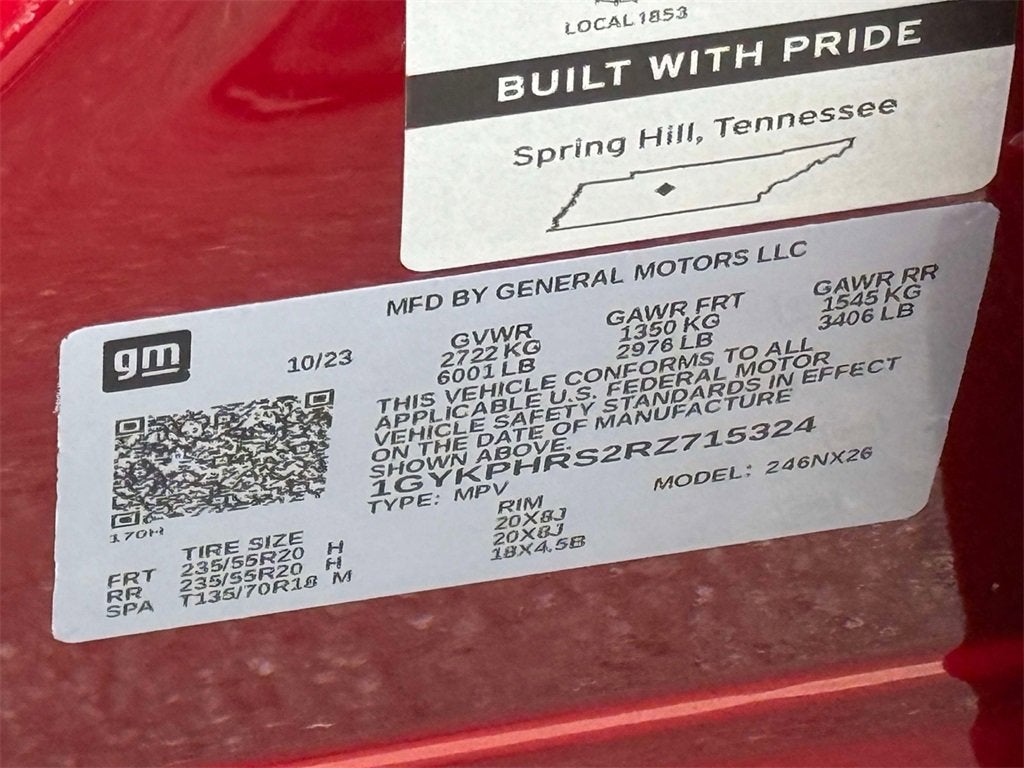 LOCAL 1853
BUILT WITH PRIDE
Spring Hill, Tennessee
MFD BY GENERAL MOTORS LLC
gm
10/23
GVWR GAWR FRT GAWR RR
2722 KG 1350 KG 1545 KG
6001 LB 2976 LB 3406 LB
THIS VEHICLE CONFORMS TO ALL
APPLICABLE U.S. FEDERAL MOTOR
VEHICLE SAFETY STANDARDS IN EFFECT
ON THE DATE OF MANUFACTURE
SHOWN ABOVE.
1GYKPHRS2RZ715324
TYPE: MPV MODEL: 246NX26
170H
TIRE SIZE RIM
FRT 235/55R20 H 20X8J
RR 235/55R20 H 20X8J
SPA T135/70R18 M 18X4.5B